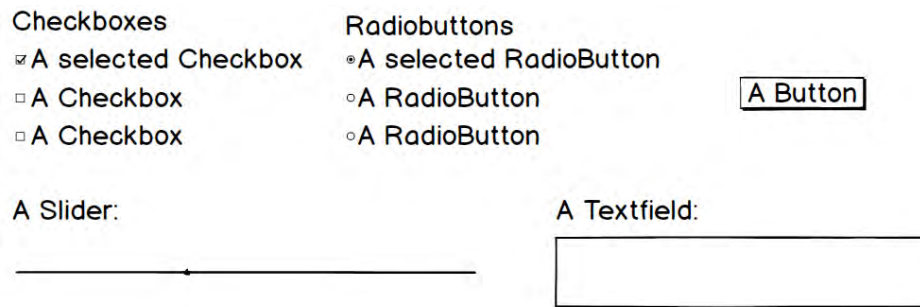 Checkboxes
A selected Checkbox
A Checkbox
A Checkbox
Radiobuttons
A selected RadioButton
A RadioButton
A RadioButton
A Button
A Slider:
A Textfield: